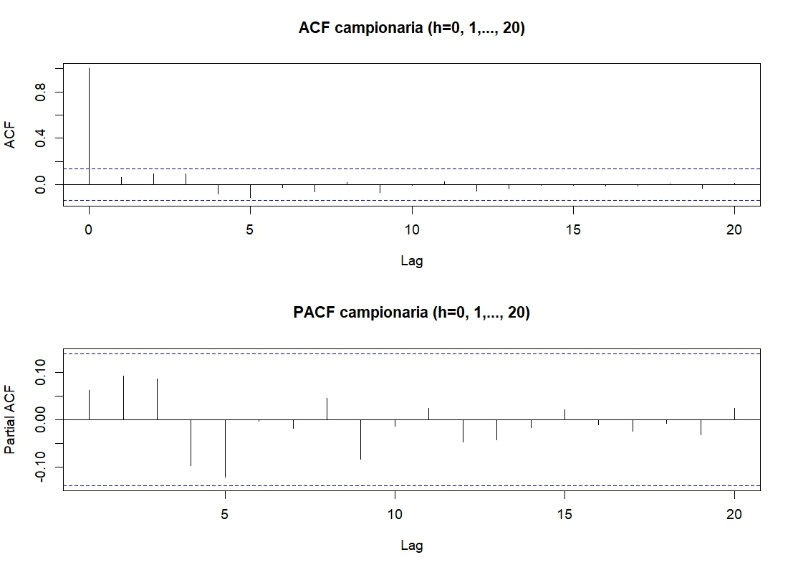 ACF campionaria (h=0, 1,..., 20)
ACF
0.8
0.4
0.0
0 5 10 15 20
Lag
PACF campionaria (h=0, 1,..., 20)
Partial ACF
0.10
0.00
-0.10
5 10 15 20
Lag